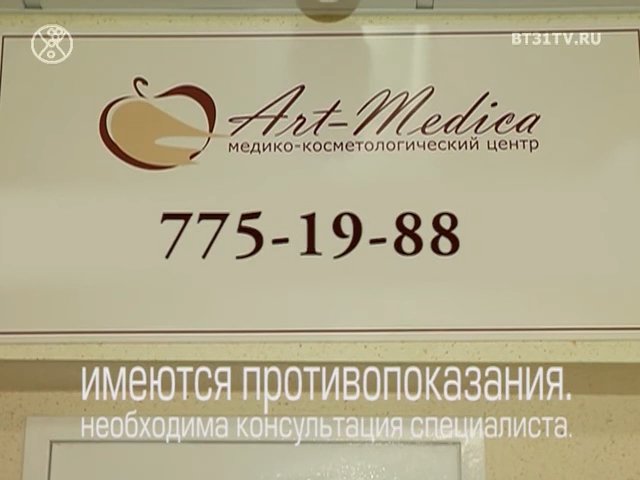 BT31TV.RU
Art-Medica
медико-косметологический центр
775-19-88
имеются противопоказания.
необходима консультация специалиста.